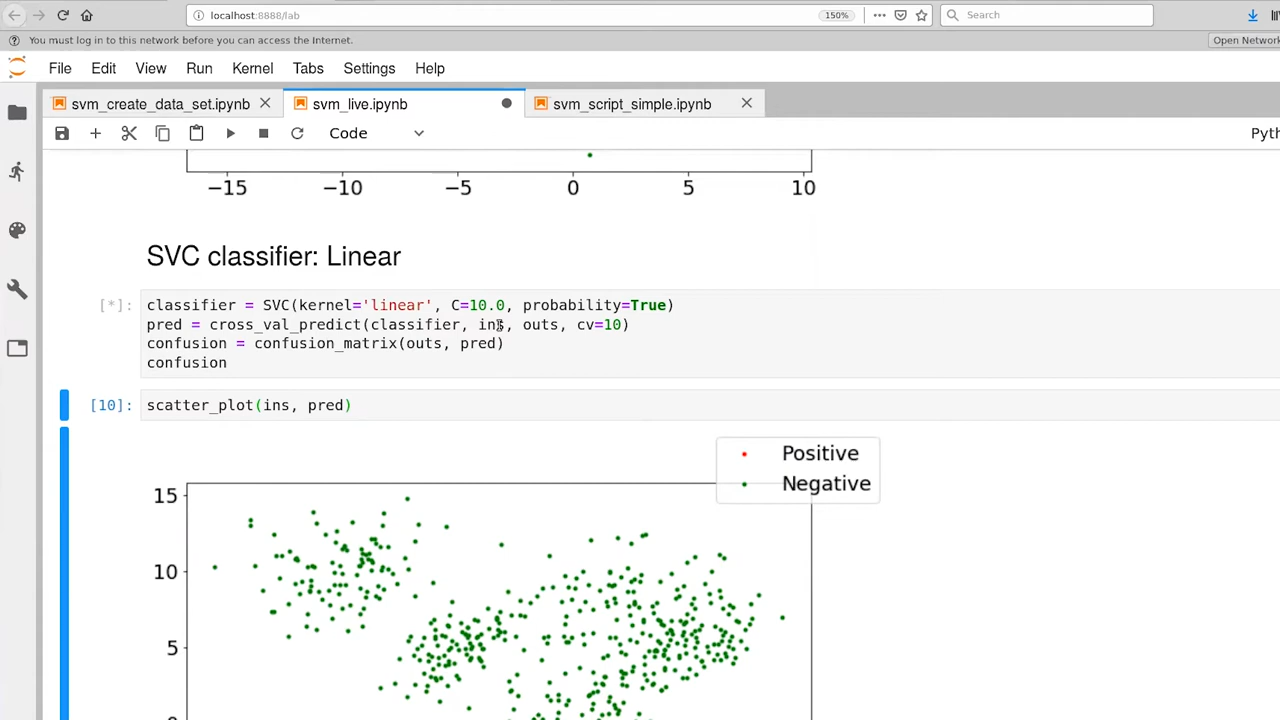 localhost:8888/lab
150%
Search
You must log in to this network before you can access the Internet.
Open Network
File Edit View Run Kernel Tabs Settings Help
svm_create_data_set.ipynb
svm_live.ipynb
svm_script_simple.ipynb
Code
Pyth
−15 −10 −5 0 5 10
SVC classifier: Linear
[*]:
classifier = SVC(kernel='linear', C=10.0, probability=True)
pred = cross_val_predict(classifier, ins, outs, cv=10)
confusion = confusion_matrix(outs, pred)
confusion
[10]:
scatter_plot(ins, pred)
Positive
Negative
15
10
5